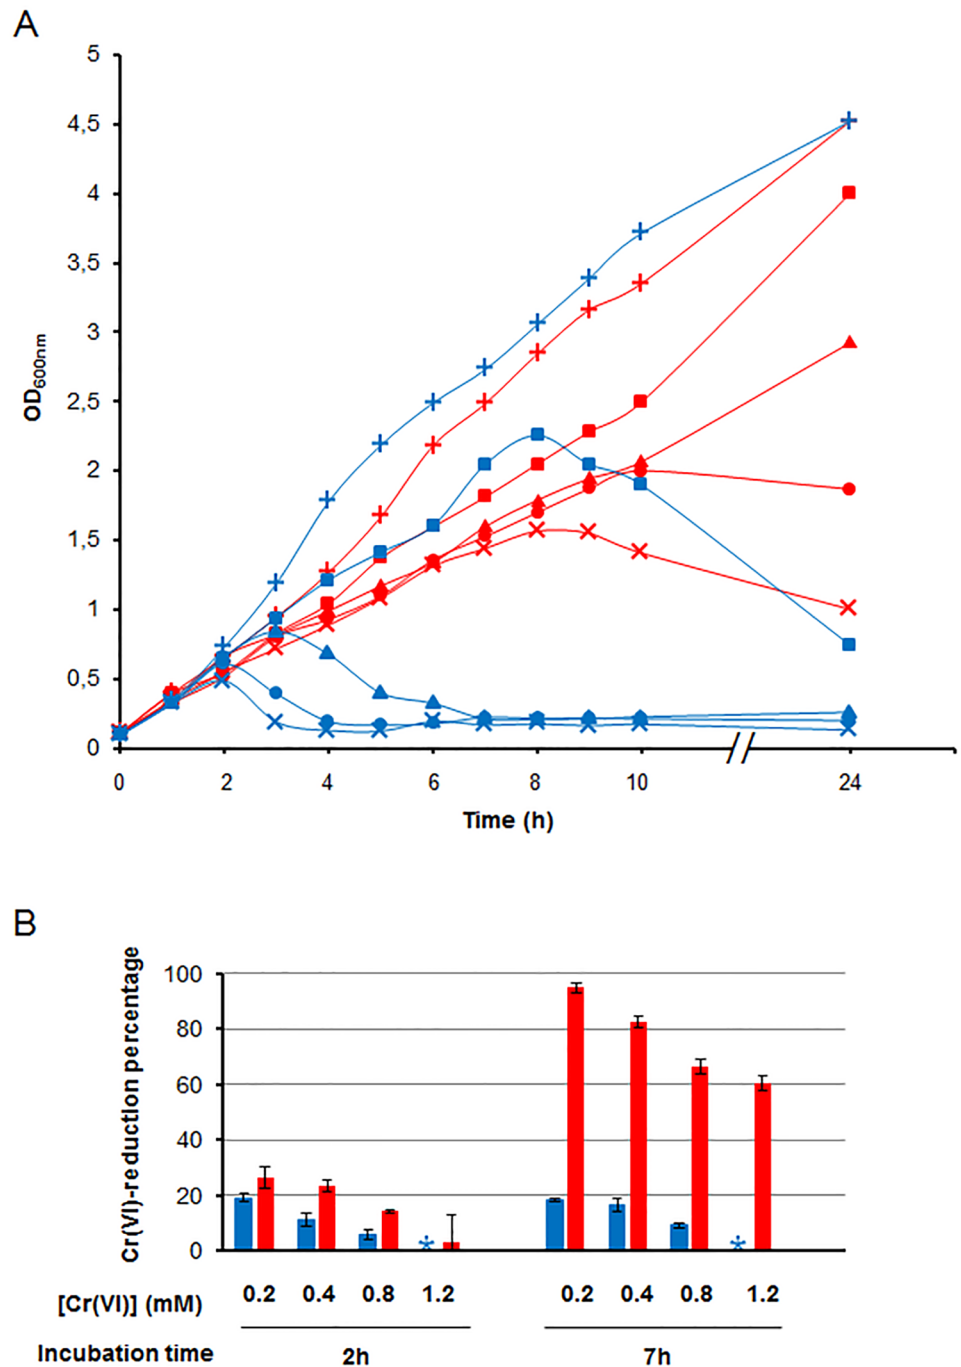 A
5
4,5
4
3,5
3
2,5
2
1,5
1
0,5
0
OD600nm
0 2 4 6 8 10 24
Time (h)
B
Cr(VI)-reduction percentage
100
80
60
40
20
0
* *
[Cr(VI)] (mM) 0.2 0.4 0.8 1.2 0.2 0.4 0.8 1.2
Incubation time 2h 7h